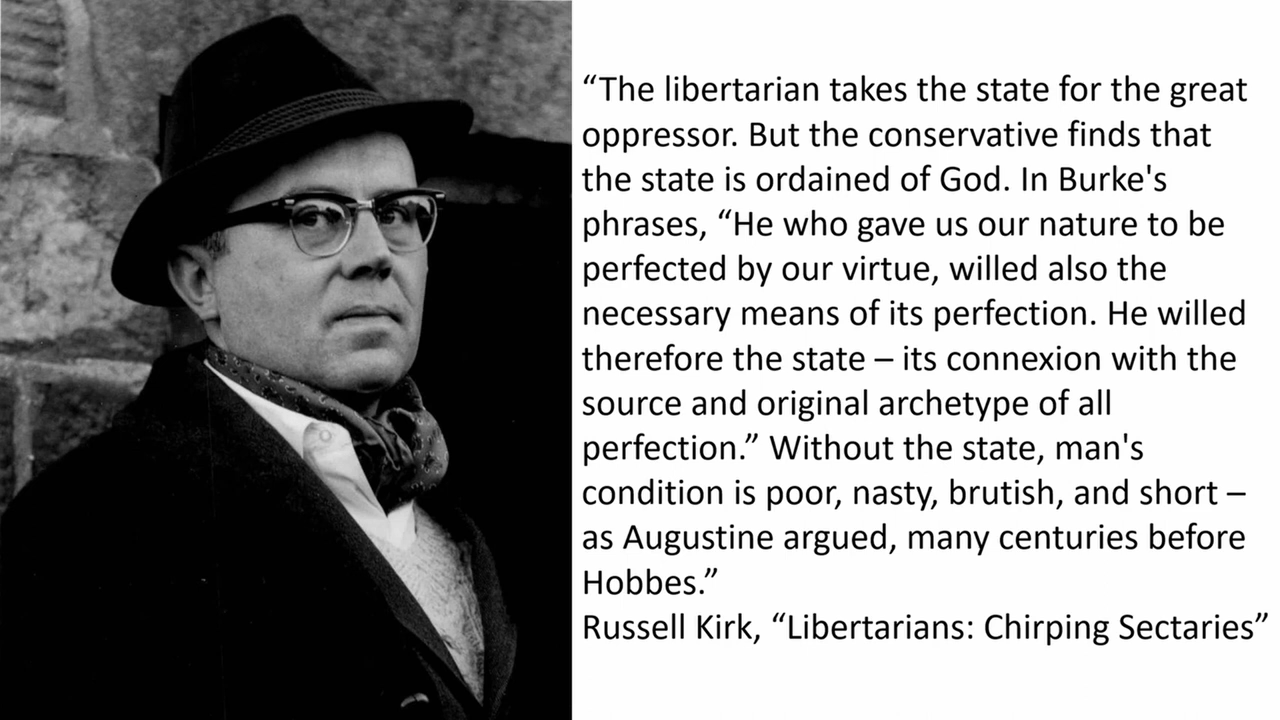 “The libertarian takes the state for the great
oppressor. But the conservative finds that
the state is ordained of God. In Burke's
phrases, “He who gave us our nature to be
perfected by our virtue, willed also the
necessary means of its perfection. He willed
therefore the state – its connexion with the
source and original archetype of all
perfection.” Without the state, man's
condition is poor, nasty, brutish, and short –
as Augustine argued, many centuries before
Hobbes.”
Russell Kirk, “Libertarians: Chirping Sectaries”